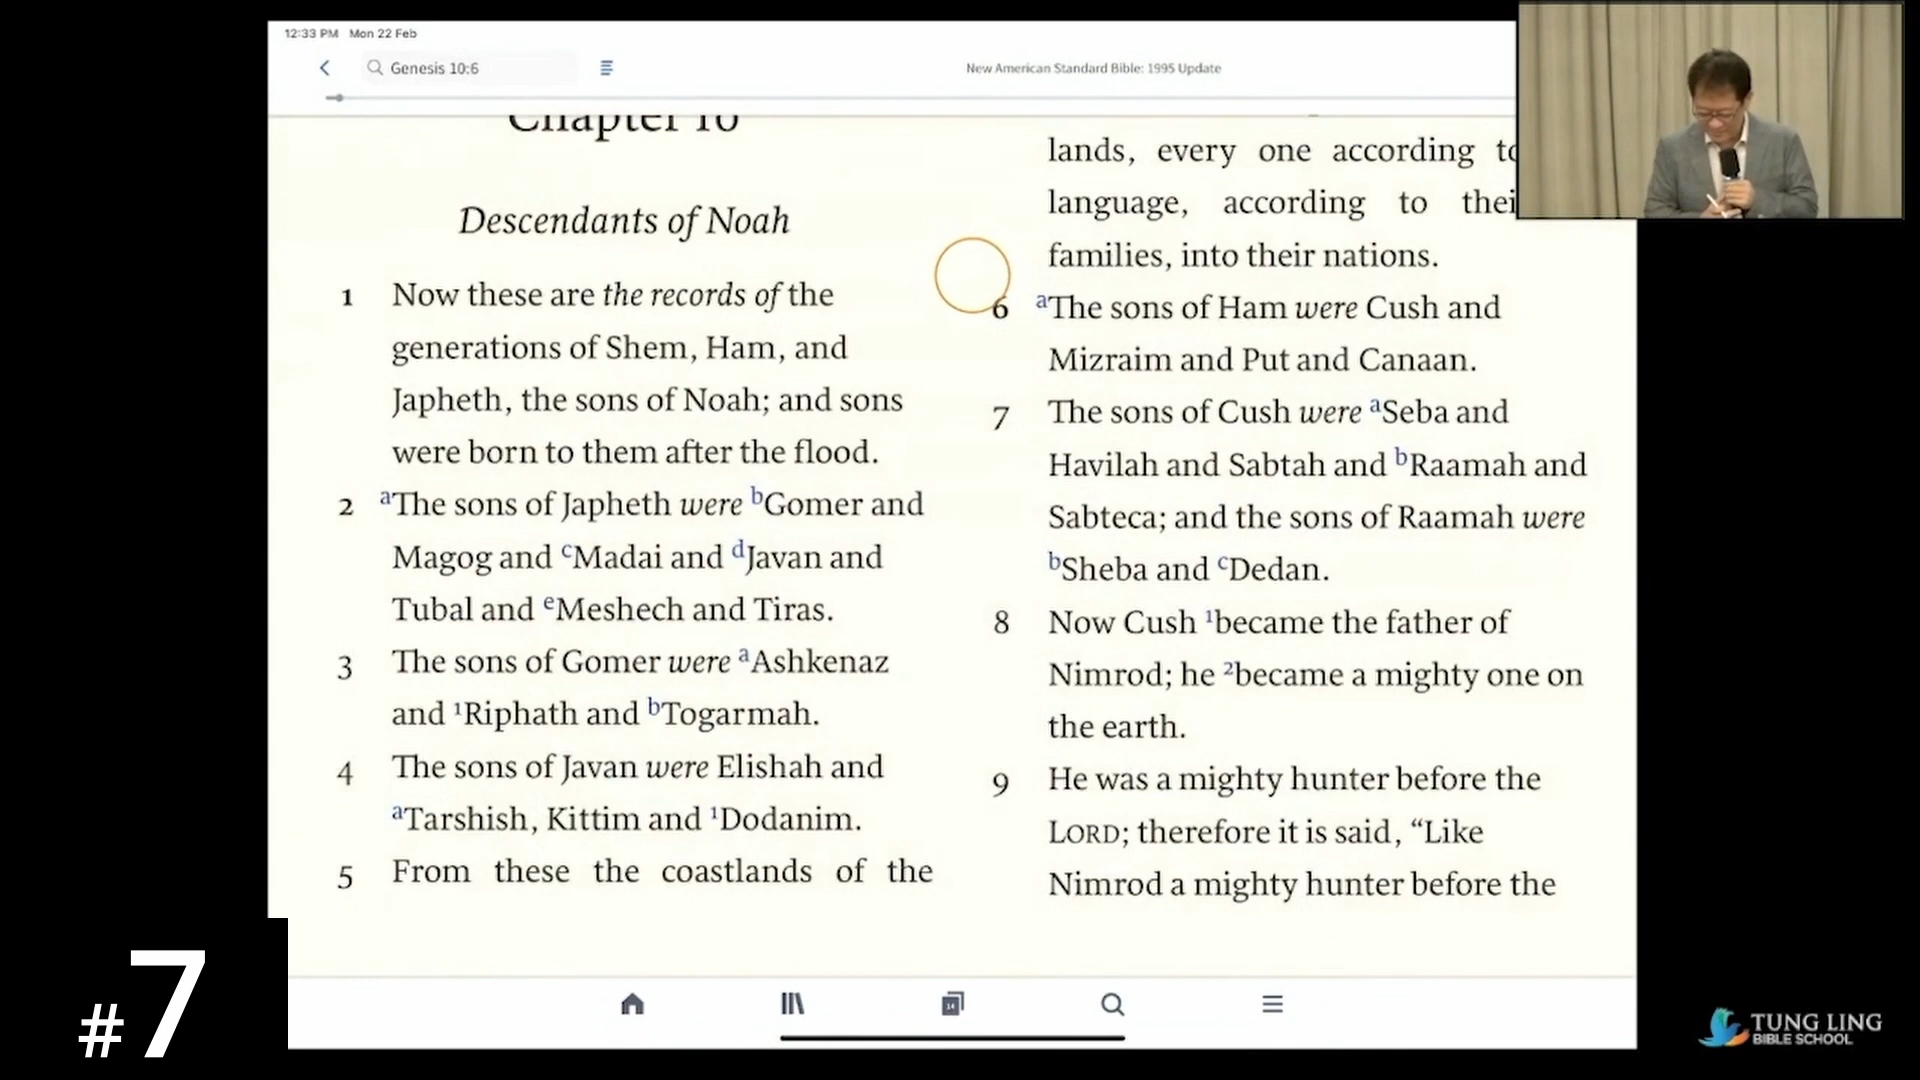 12:33 PM Mon 22 Feb
Genesis 10:6
New American Standard Bible: 1995 Update
Chapter 10
Descendants of Noah
1 Now these are the records of the
generations of Shem, Ham, and
Japheth, the sons of Noah; and sons
were born to them after the flood.
2 aThe sons of Japheth were bGomer and
Magog and cMadai and dJavan and
Tubal and eMeshech and Tiras.
3 The sons of Gomer were aAshkenaz
and 1Riphath and bTogarmah.
4 The sons of Javan were Elishah and
aTarshish, Kittim and 1Dodanim.
5 From these the coastlands of the
lands, every one according
language, according to
families, into their nations.
6 aThe sons of Ham were Cush and
Mizraim and Put and Canaan.
7 The sons of Cush were aSeba and
Havilah and Sabtah and bRaamah and
Sabteca; and the sons of Raamah were
bSheba and cDedan.
8 Now Cush 1became the father of
Nimrod; he 2became a mighty one on
the earth.
9 He was a mighty hunter before the
LORD; therefore it is said, “Like
Nimrod a mighty hunter before the
14
#7
TUNG LING
BIBLE SCHOOL